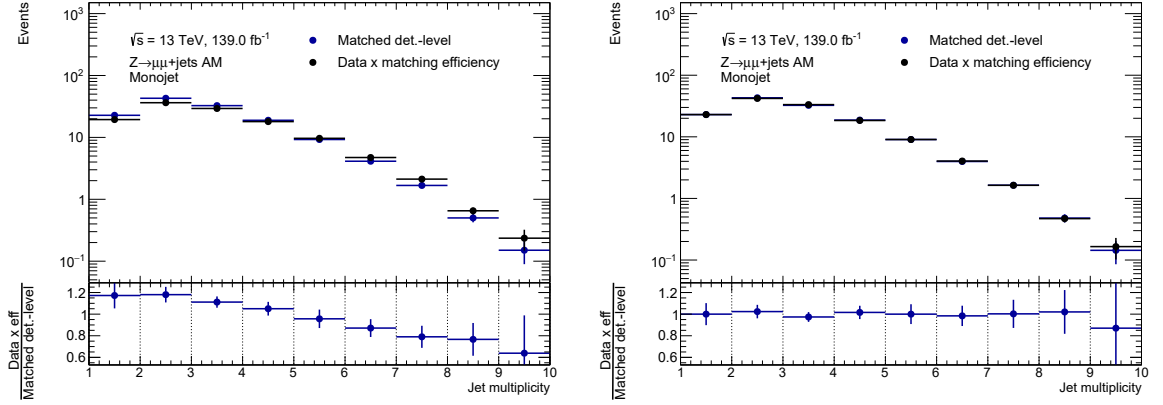 Events
10³
10²
10
1
10⁻¹
√s = 13 TeV, 139.0 fb⁻¹
Z→μμ+jets AM
Monojet
Matched det.-level
Data x matching efficiency
Data x eff
Matched det.-level
1.2
1
0.8
0.6
1 2 3 4 5 6 7 8 9 10
Jet multiplicity
Events
10³
10²
10
1
10⁻¹
√s = 13 TeV, 139.0 fb⁻¹
Z→μμ+jets AM
Monojet
Matched det.-level
Data x matching efficiency
Data x eff
Matched det.-level
1.2
1
0.8
0.6
1 2 3 4 5 6 7 8 9 10
Jet multiplicity